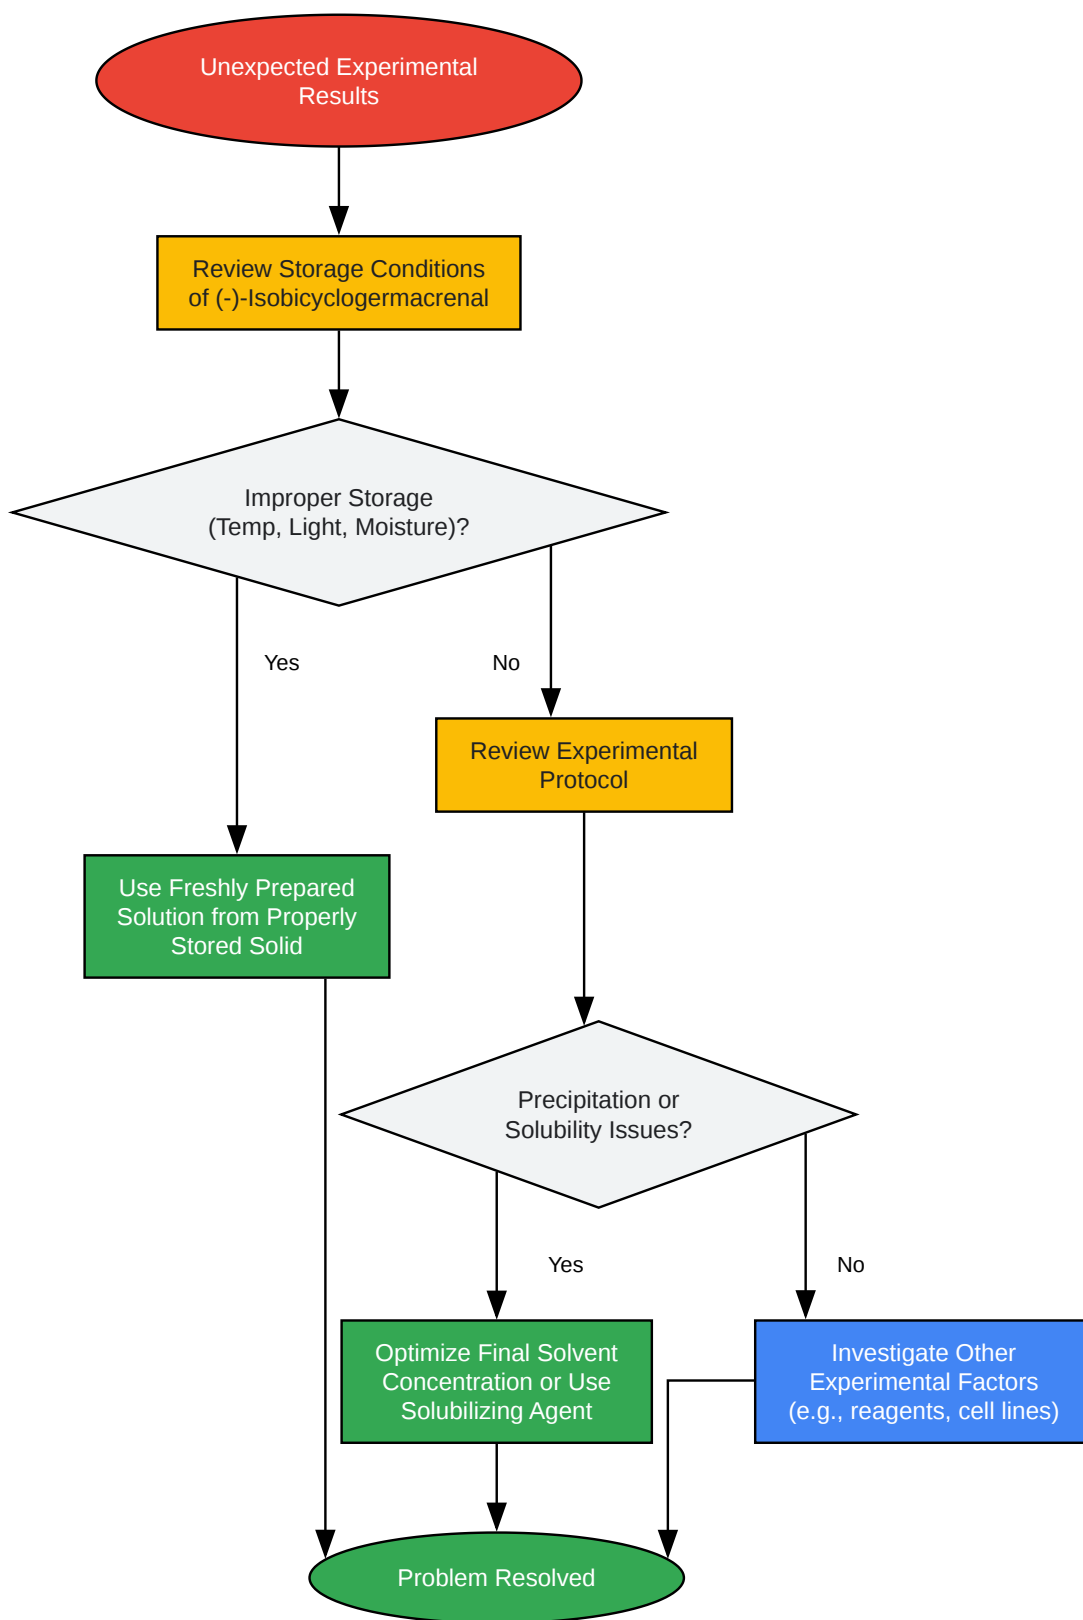 Unexpected Experimental
Results
Review Storage Conditions
of (-)-Isobicyclogermacrenal
Improper Storage
(Temp, Light, Moisture)?
Yes
No
Review Experimental
Protocol
Use Freshly Prepared
Solution from Properly
Stored Solid
Precipitation or
Solubility Issues?
Yes
No
Optimize Final Solvent
Concentration or Use
Solubilizing Agent
Investigate Other
Experimental Factors
(e.g., reagents, cell lines)
Problem Resolved